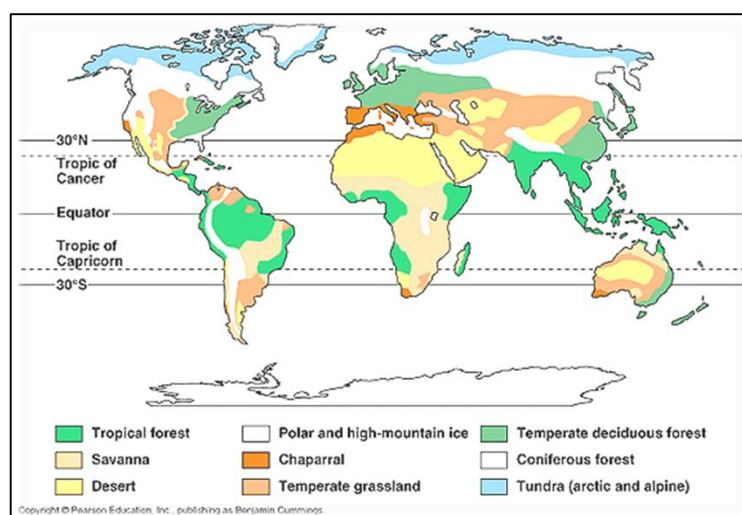 30°N
Tropic of
Cancer
Equator
Tropic of
Capricorn
30°S
Tropical forest
Savanna
Desert
Polar and high-mountain ice
Chaparral
Temperate grassland
Temperate deciduous forest
Coniferous forest
Tundra (arctic and alpine)
Copyright © Pearson Education, Inc., publishing as Benjamin Cummings.